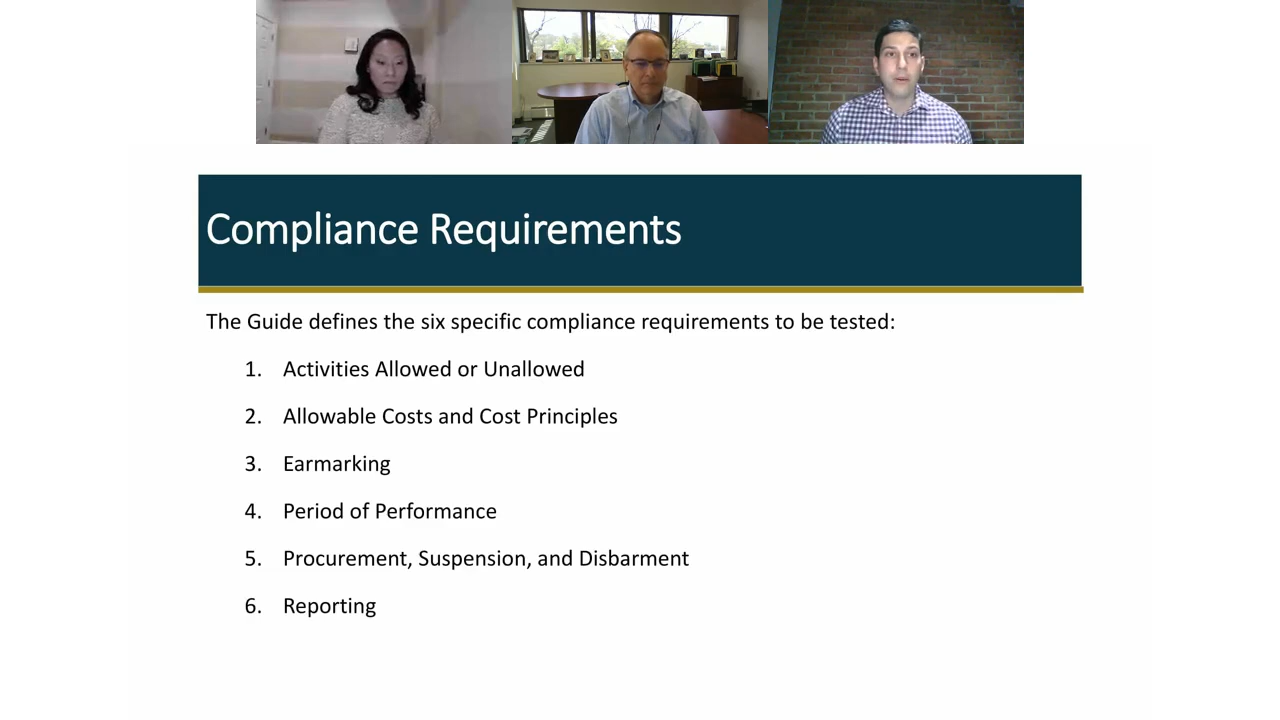 Compliance Requirements
The Guide defines the six specific compliance requirements to be tested:
1. Activities Allowed or Unallowed
2. Allowable Costs and Cost Principles
3. Earmarking
4. Period of Performance
5. Procurement, Suspension, and Disbarment
6. Reporting